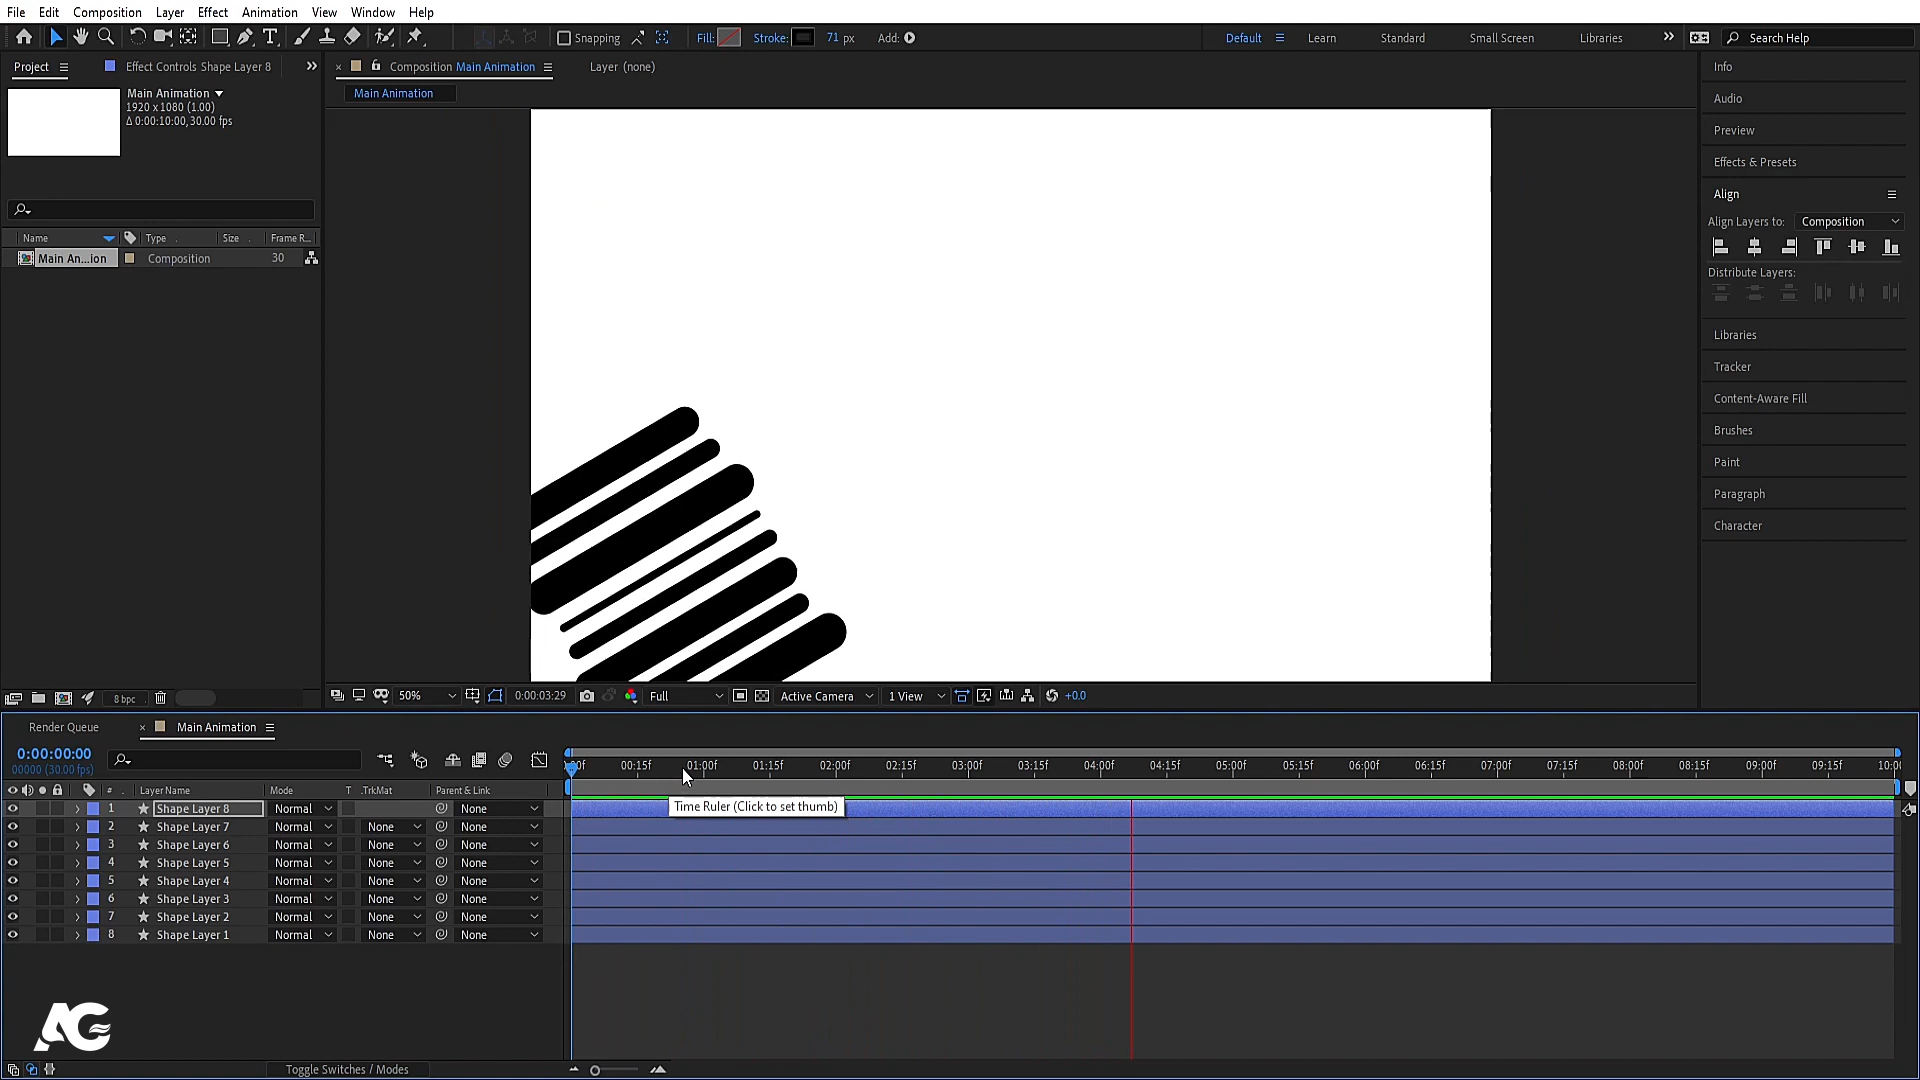 File Edit Composition Layer Effect Animation View Window Help
Snapping Fill: Stroke: 71 px Add: Default Learn Standard Small Screen Libraries Search Help
Project Effect Controls Shape Layer 8 Composition Main Animation Layer (none) Info
Main Animation
1920 x 1080 (1.00)
Δ 0:00:10:00, 30.00 fps
Main Animation
Audio
Preview
Effects & Presets
Align
Align Layers to: Composition
Distribute Layers:
Libraries
Tracker
Content-Aware Fill
Brushes
Paint
Paragraph
Character
Name Type Size Frame R...
Main An...ion Composition 30
8 bpc 50% 0:00:03:29 Full Active Camera 1 View +0.0
Render Queue Main Animation
0:00:00:00
00000 (30.00 fps)
00:15f 01:00f 01:15f 02:00f 02:15f 03:00f 03:15f 04:00f 04:15f 05:00f 05:15f 06:00f 06:15f 07:00f 07:15f 08:00f 08:15f 09:00f 09:15f 10:0
# Layer Name Mode T .TrkMat Parent & Link
1 Shape Layer 8 Normal None
Time Ruler (Click to set thumb)
2 Shape Layer 7 Normal None None
3 Shape Layer 6 Normal None None
4 Shape Layer 5 Normal None None
5 Shape Layer 4 Normal None None
6 Shape Layer 3 Normal None None
7 Shape Layer 2 Normal None None
8 Shape Layer 1 Normal None None
AG
Toggle Switches / Modes